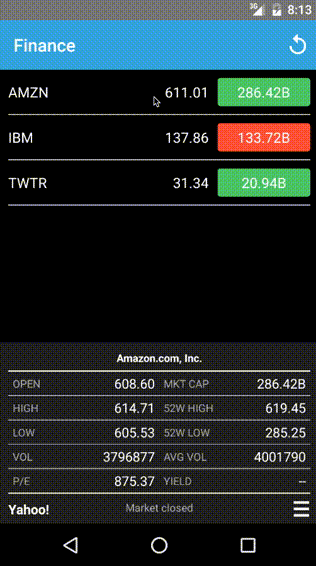 3G 8:13
Finance
AMZN 611.01 286.42B
IBM 137.86 133.72B
TWTR 31.34 20.94B
Amazon.com, Inc.
OPEN 608.60 MKT CAP 286.42B
HIGH 614.71 52W HIGH 619.45
LOW 605.53 52W LOW 285.25
VOL 3796877 AVG VOL 4001790
P/E 875.37 YIELD --
Yahoo! Market closed